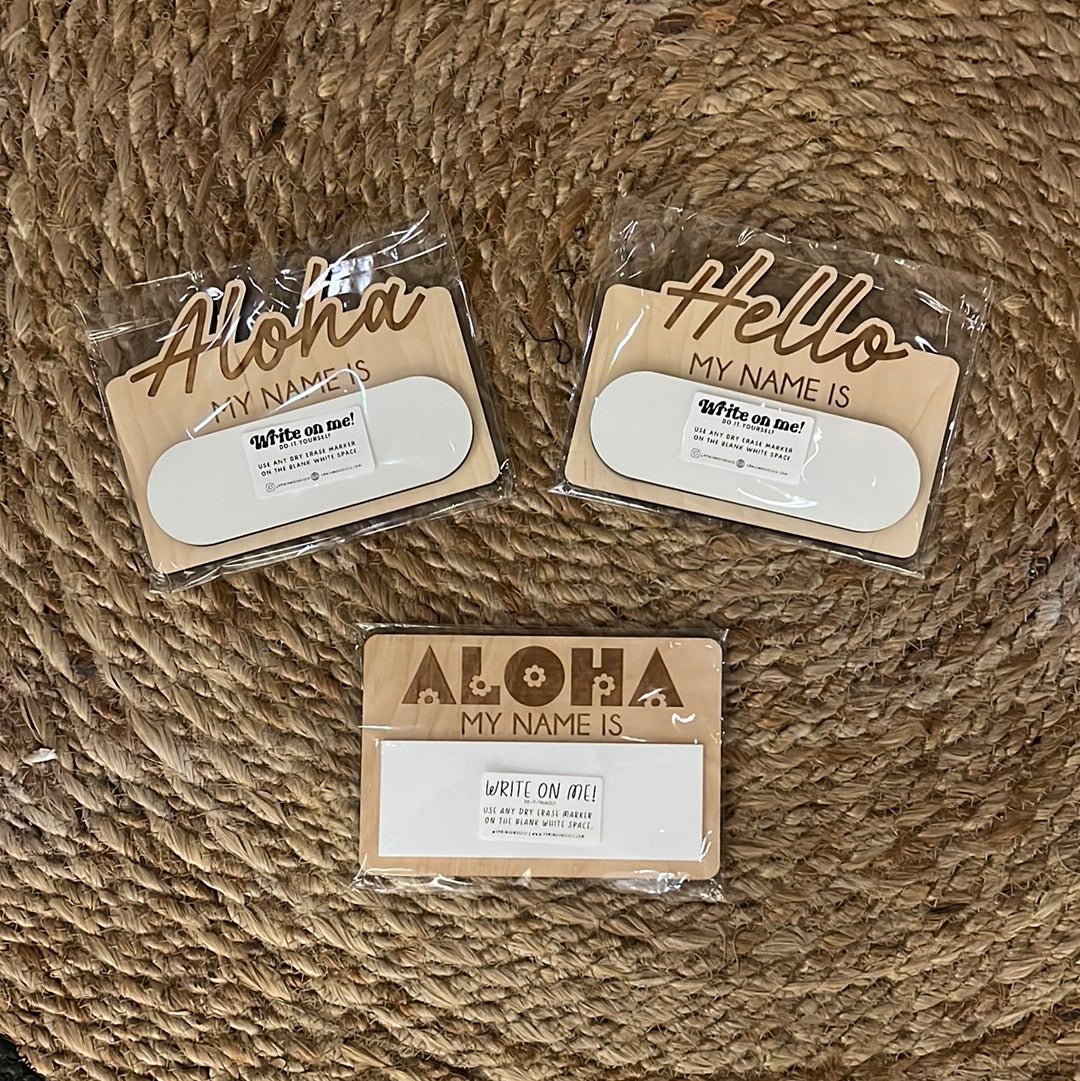 Aloha
MY NAME IS
Write on me!
DO IT YOURSELF
USE ANY DRY ERASE MARKER
ON THE BLANK WHITE SPACE
Hello
MY NAME IS
Write on me!
DO IT YOURSELF
USE ANY DRY ERASE MARKER
ON THE BLANK WHITE SPACE
ALOHA
MY NAME IS
WRITE ON ME!
DO-IT-YOURSELF
USE ANY DRY ERASE MARKER
ON THE BLANK WHITE SPACE.